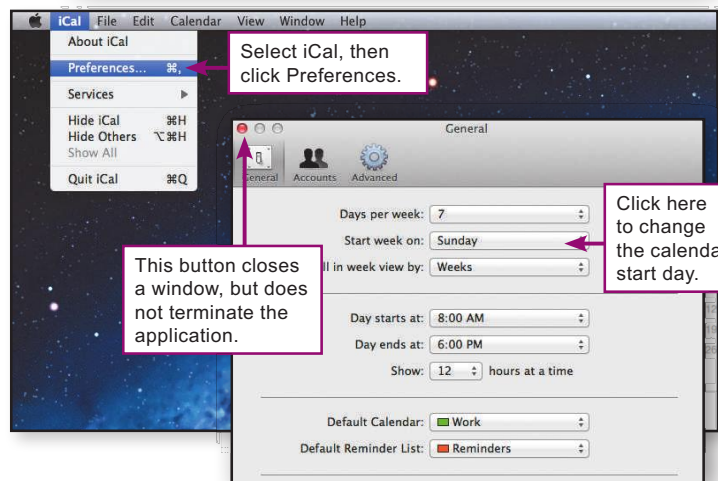 iCal File Edit Calendar View Window Help
About iCal
Preferences... ⌘,
Services
Hide iCal ⌘H
Hide Others ⌥⌘H
Show All
Quit iCal ⌘Q
Select iCal, then
click Preferences.
General
General Accounts Advanced
Days per week: 7
Start week on: Sunday
ll in week view by: Weeks
Click here
to change
the calenda
start day.
This button closes
a window, but does
not terminate the
application.
Day starts at: 8:00 AM
Day ends at: 6:00 PM
Show: 12 hours at a time
Default Calendar: Work
Default Reminder List: Reminders